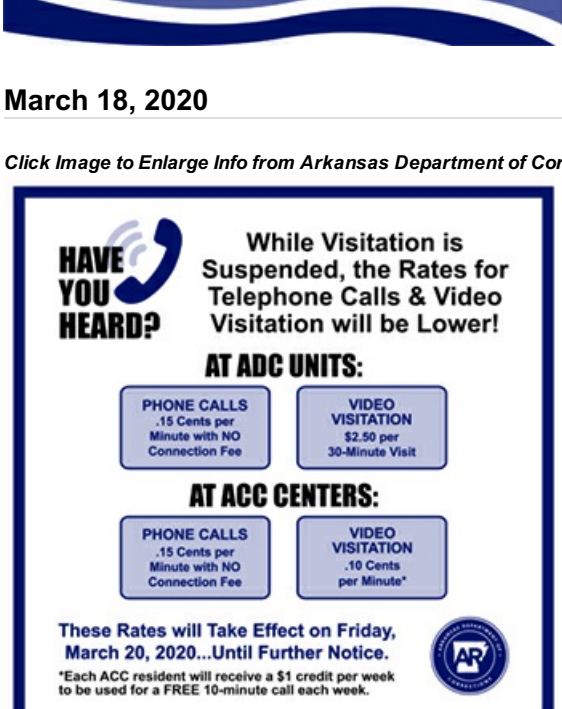 March 18, 2020
Click Image to Enlarge Info from Arkansas Department of Cor
HAVE
YOU
HEARD?
While Visitation is
Suspended, the Rates for
Telephone Calls & Video
Visitation will be Lower!
AT ADC UNITS:
PHONE CALLS
.15 Cents per
Minute with NO
Connection Fee
VIDEO
VISITATION
$2.50 per
30-Minute Visit
AT ACC CENTERS:
PHONE CALLS
.15 Cents per
Minute with NO
Connection Fee
VIDEO
VISITATION
.10 Cents
per Minute*
These Rates will Take Effect on Friday,
March 20, 2020...Until Further Notice.
*Each ACC resident will receive a $1 credit per week
to be used for a FREE 10-minute call each week.
ARKANSAS DEPARTMENT OF
CORRECTIONS
AR